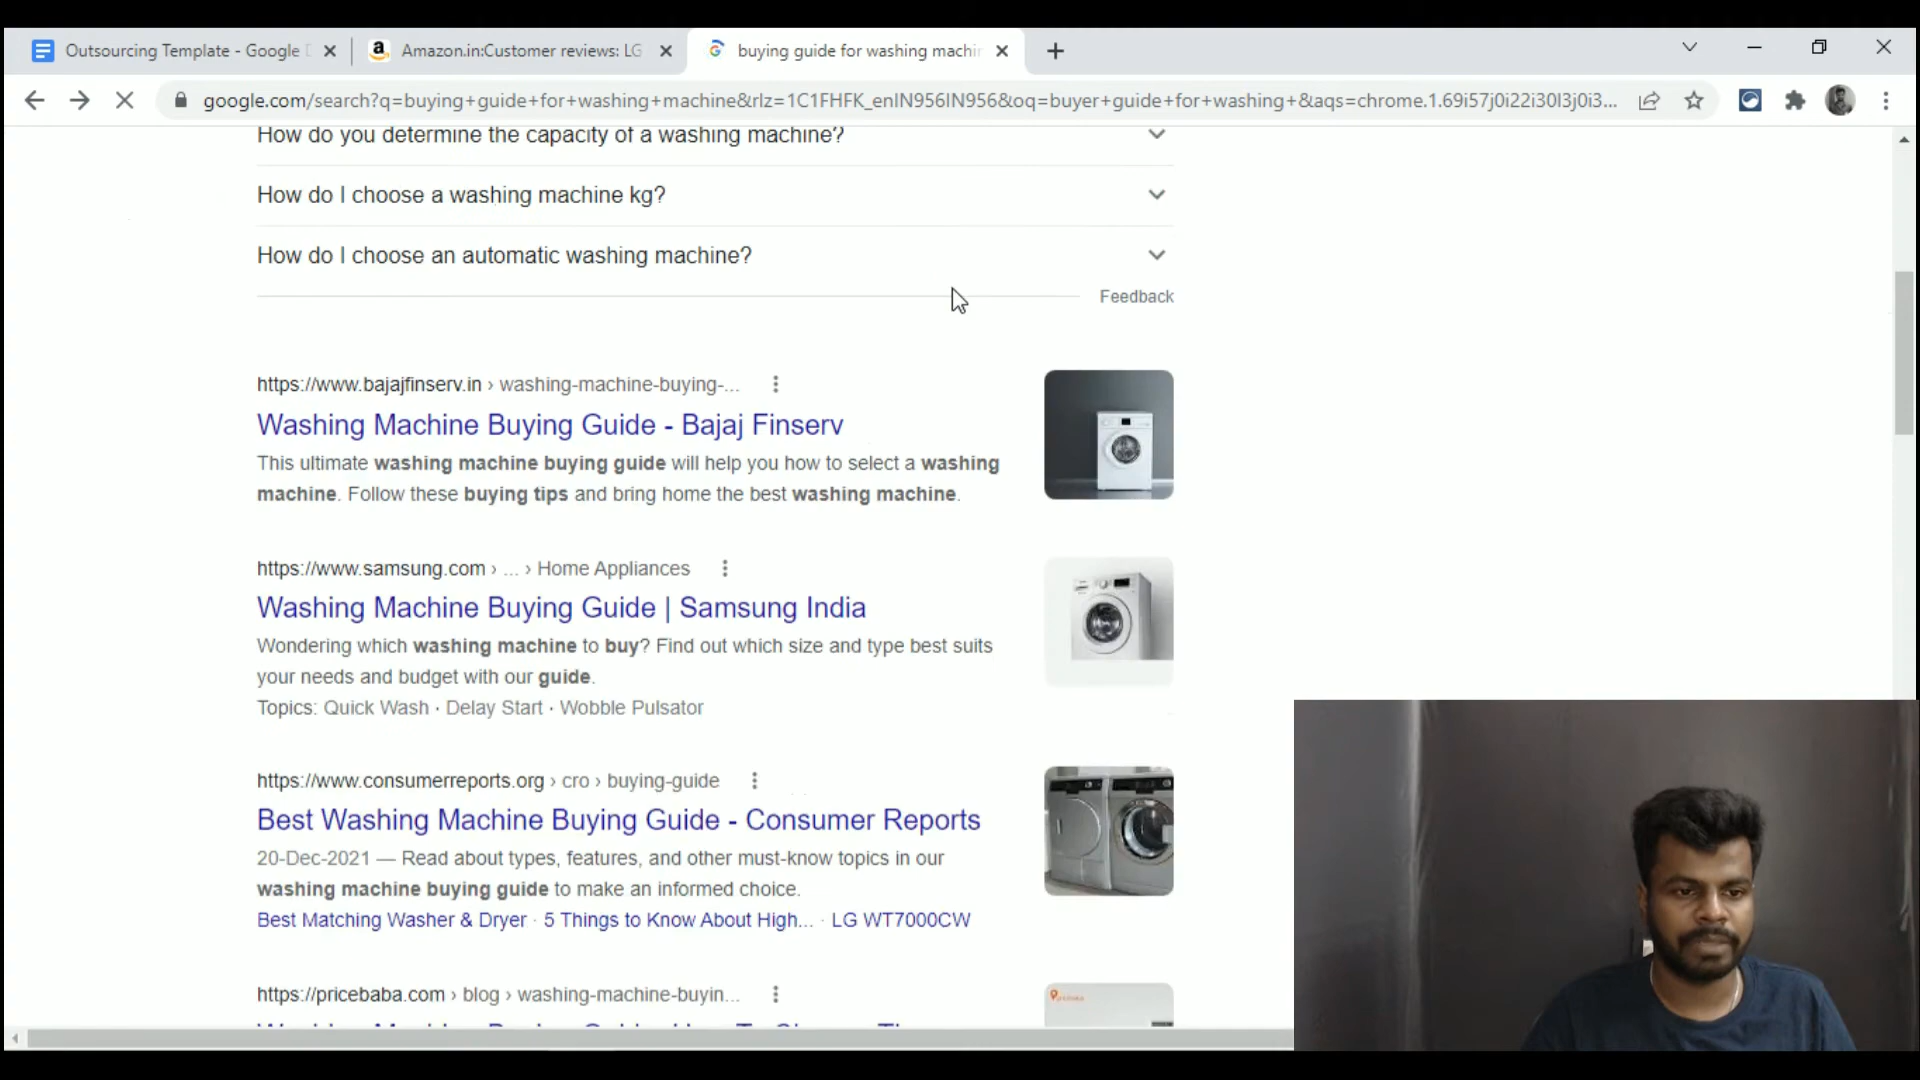 Outsourcing Template - Google
Amazon.in:Customer reviews: LG
buying guide for washing machin
google.com/search?q=buying+guide+for+washing+machine&rlz=1C1FHFK_enIN956IN956&oq=buyer+guide+for+washing+&aqs=chrome.1.69i57j0i22i30l3j0i3...
How do you determine the capacity of a washing machine?
How do I choose a washing machine kg?
How do I choose an automatic washing machine?
Feedback
https://www.bajajfinserv.in › washing-machine-buying-...
Washing Machine Buying Guide - Bajaj Finserv
This ultimate washing machine buying guide will help you how to select a washing
machine. Follow these buying tips and bring home the best washing machine.
https://www.samsung.com › ... › Home Appliances
Washing Machine Buying Guide | Samsung India
Wondering which washing machine to buy? Find out which size and type best suits
your needs and budget with our guide.
Topics: Quick Wash · Delay Start · Wobble Pulsator
https://www.consumerreports.org › cro › buying-guide
Best Washing Machine Buying Guide - Consumer Reports
20-Dec-2021 — Read about types, features, and other must-know topics in our
washing machine buying guide to make an informed choice.
Best Matching Washer & Dryer · 5 Things to Know About High... · LG WT7000CW
https://pricebaba.com › blog › washing-machine-buyin...